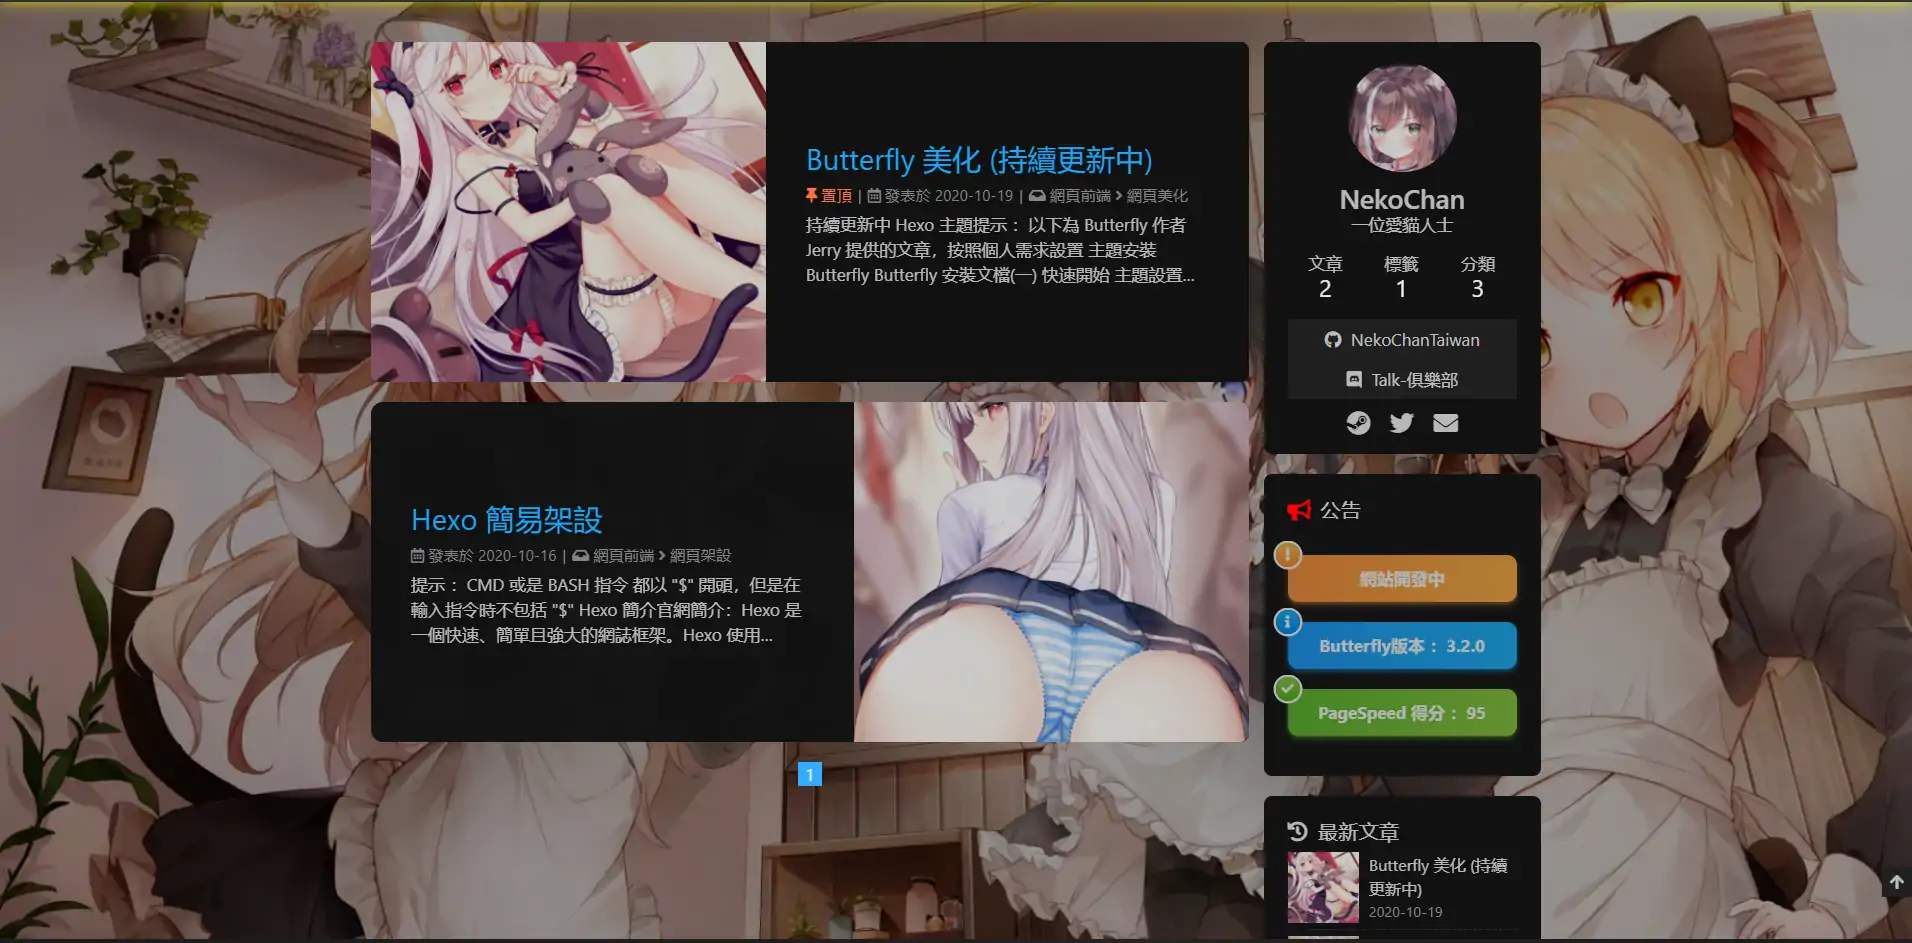 Butterfly 美化 (持續更新中)
置頂 | 發表於 2020-10-19 | 網頁前端 > 網頁美化
持續更新中 Hexo 主題提示： 以下為 Butterfly 作者
Jerry 提供的文章，按照個人需求設置 主題安裝
Butterfly Butterfly 安裝文檔(一) 快速開始 主題設置...
Hexo 簡易架設
發表於 2020-10-16 | 網頁前端 > 網頁架設
提示： CMD 或是 BASH 指令 都以 "$" 開頭，但是在
輸入指令時不包括 "$" Hexo 簡介官網簡介：Hexo 是
一個快速、簡單且強大的網誌框架。Hexo 使用...
1
NekoChan
一位愛貓人士
文章 標籤 分類
2 1 3
NekoChanTaiwan
Talk-俱樂部
公告
網站開發中
Butterfly版本： 3.2.0
PageSpeed 得分： 95
最新文章
Butterfly 美化 (持續
更新中)
2020-10-19